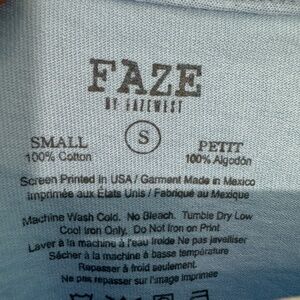 FAZE
BY FAZEWEST
S
SMALL PETIT
100% Cotton 100% Algodón
Screen Printed in USA / Garment Made in Mexico
Imprimée aux États Unis / Fabriqué au Mexique
Machine Wash Cold. No Bleach. Tumble Dry Low
Cool Iron Only. Do Not Iron on Print
Laver à la machine à l'eau froide Ne pas javelliser
Sâcher à la machine à basse température
Repasser à froid seulement.
Ne pas repasser sur l'image imprimée